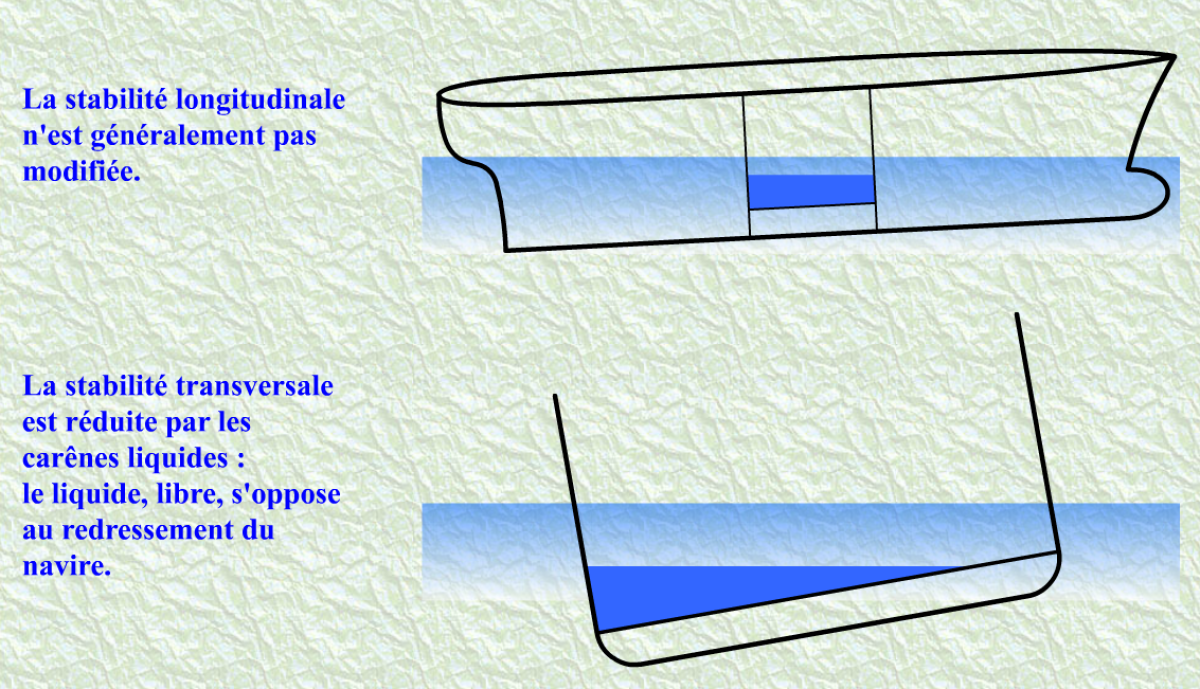 La stabilité longitudinale
n'est généralement pas
modifiée.
La stabilité transversale
est réduite par les
carênes liquides :
le liquide, libre, s'oppose
au redressement du
navire.